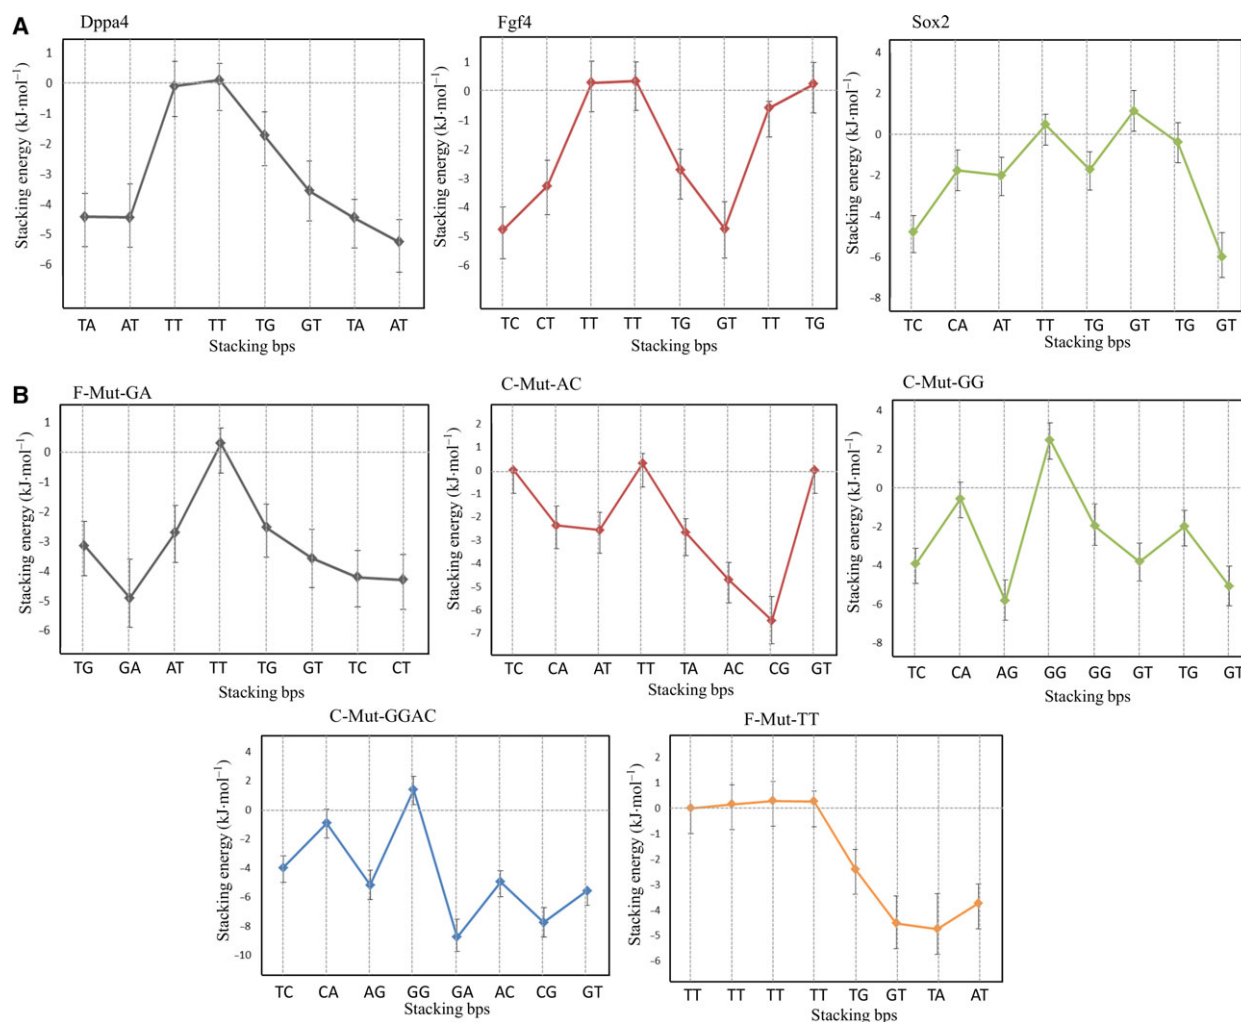 A
Dppa4
Stacking energy (kJ·mol⁻¹)
1
0
-1
-2
-3
-4
-5
-6
TA AT TT TT TG GT TA AT
Stacking bps
Fgf4
Stacking energy (kJ·mol⁻¹)
1
0
-1
-2
-3
-4
-5
-6
TC CT TT TT TG GT TT TG
Stacking bps
Sox2
Stacking energy (kJ·mol⁻¹)
4
2
0
-2
-4
-6
-8
TC CA AT TT TG GT TG GT
Stacking bps
B
F-Mut-GA
Stacking energy (kJ·mol⁻¹)
1
0
-1
-2
-3
-4
-5
-6
TG GA AT TT TG GT TC CT
Stacking bps
C-Mut-AC
Stacking energy (kJ·mol⁻¹)
2
1
0
-1
-2
-3
-4
-5
-6
-7
TC CA AT TT TA AC CG GT
Stacking bps
C-Mut-GG
Stacking energy (kJ·mol⁻¹)
4
2
0
-2
-4
-6
-8
TC CA AG GG GG GT TG GT
Stacking bps
C-Mut-GGAC
Stacking energy (kJ·mol⁻¹)
4
2
0
-2
-4
-6
-8
-10
TC CA AG GG GA AC CG GT
Stacking bps
F-Mut-TT
Stacking energy (kJ·mol⁻¹)
2
1
0
-1
-2
-3
-4
-5
-6
TT TT TT TT TG GT TA AT
Stacking bps